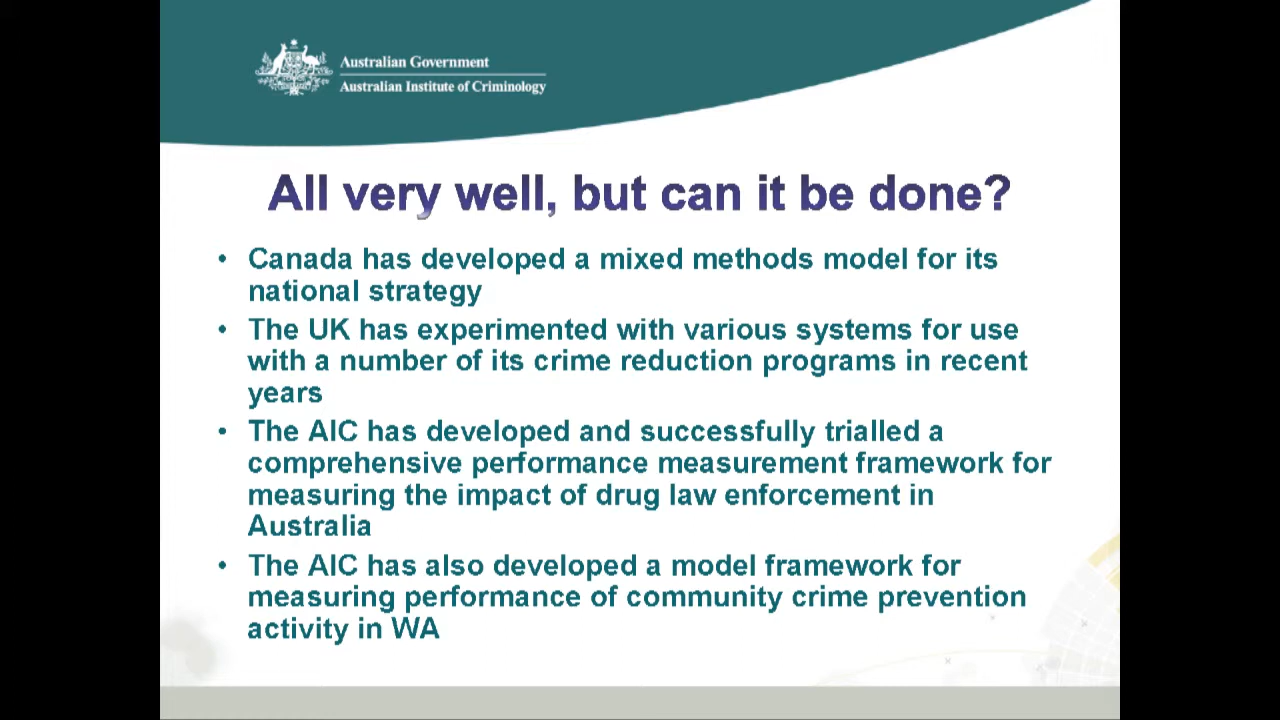 Australian Government
Australian Institute of Criminology
All very well, but can it be done?
• Canada has developed a mixed methods model for its
national strategy
• The UK has experimented with various systems for use
with a number of its crime reduction programs in recent
years
• The AIC has developed and successfully trialled a
comprehensive performance measurement framework for
measuring the impact of drug law enforcement in
Australia
• The AIC has also developed a model framework for
measuring performance of community crime prevention
activity in WA